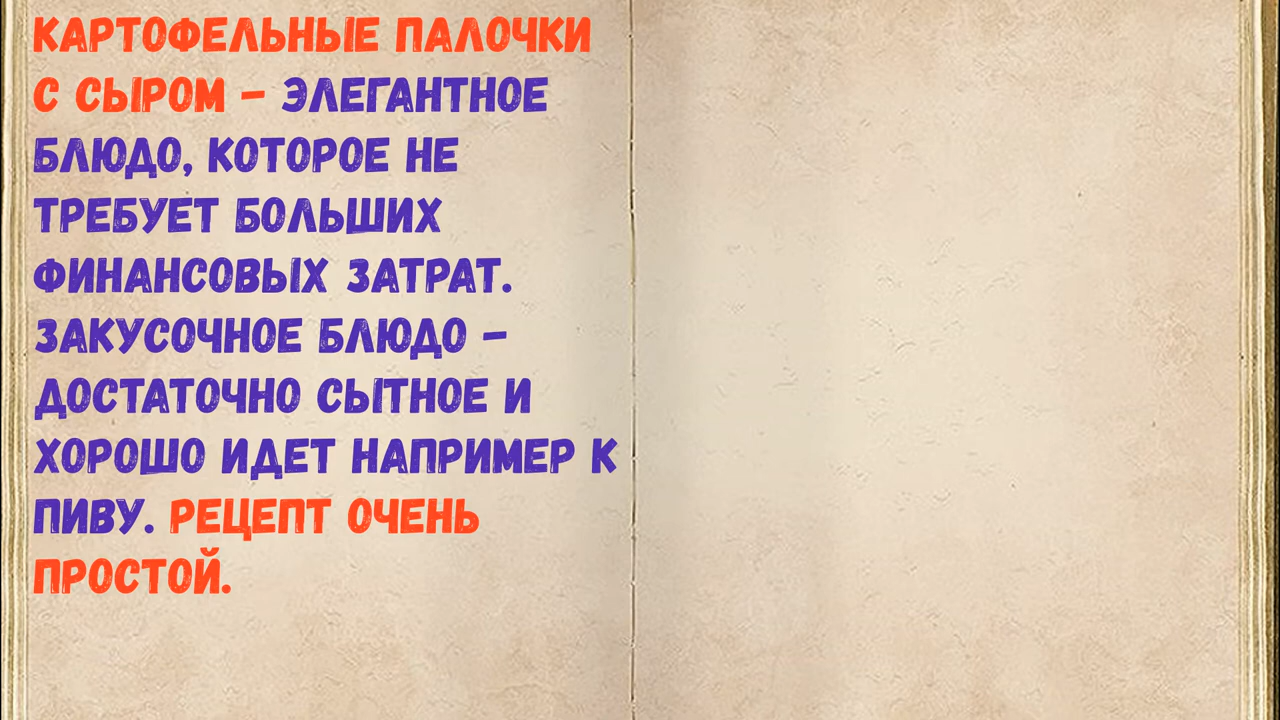 КАРТОФЕЛЬНЫЕ ПАЛОЧКИ
С СЫРОМ – ЭЛЕГАНТНОЕ
БЛЮДО, КОТОРОЕ НЕ
ТРЕБУЕТ БОЛЬШИХ
ФИНАНСОВЫХ ЗАТРАТ.
ЗАКУСОЧНОЕ БЛЮДО –
ДОСТАТОЧНО СЫТНОЕ И
ХОРОШО ИДЕТ НАПРИМЕР К
ПИВУ. РЕЦЕПТ ОЧЕНЬ
ПРОСТОЙ.